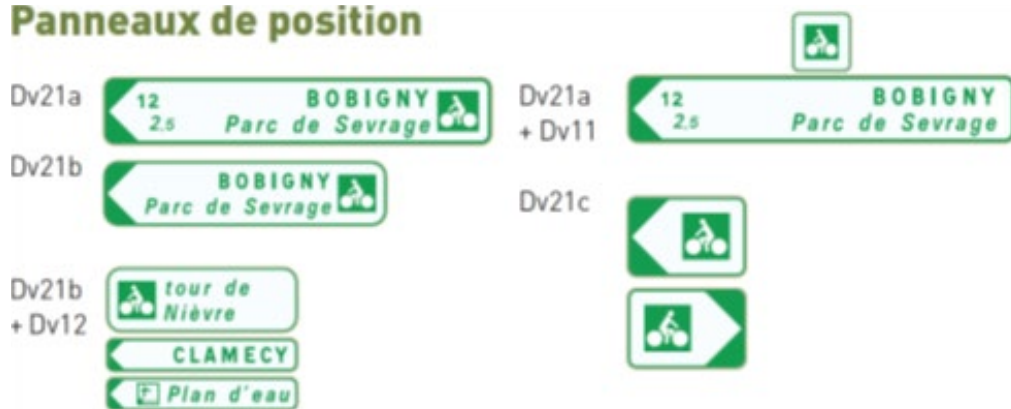 Panneaux de position
Dv21a
12 BOBIGNY
2,5 Parc de Sevrage
Dv21b
BOBIGNY
Parc de Sevrage
Dv21b
+ Dv12
tour de
Nièvre
CLAMECY
Plan d'eau
Dv21a
+ Dv11
12 BOBIGNY
2,5 Parc de Sevrage
Dv21c